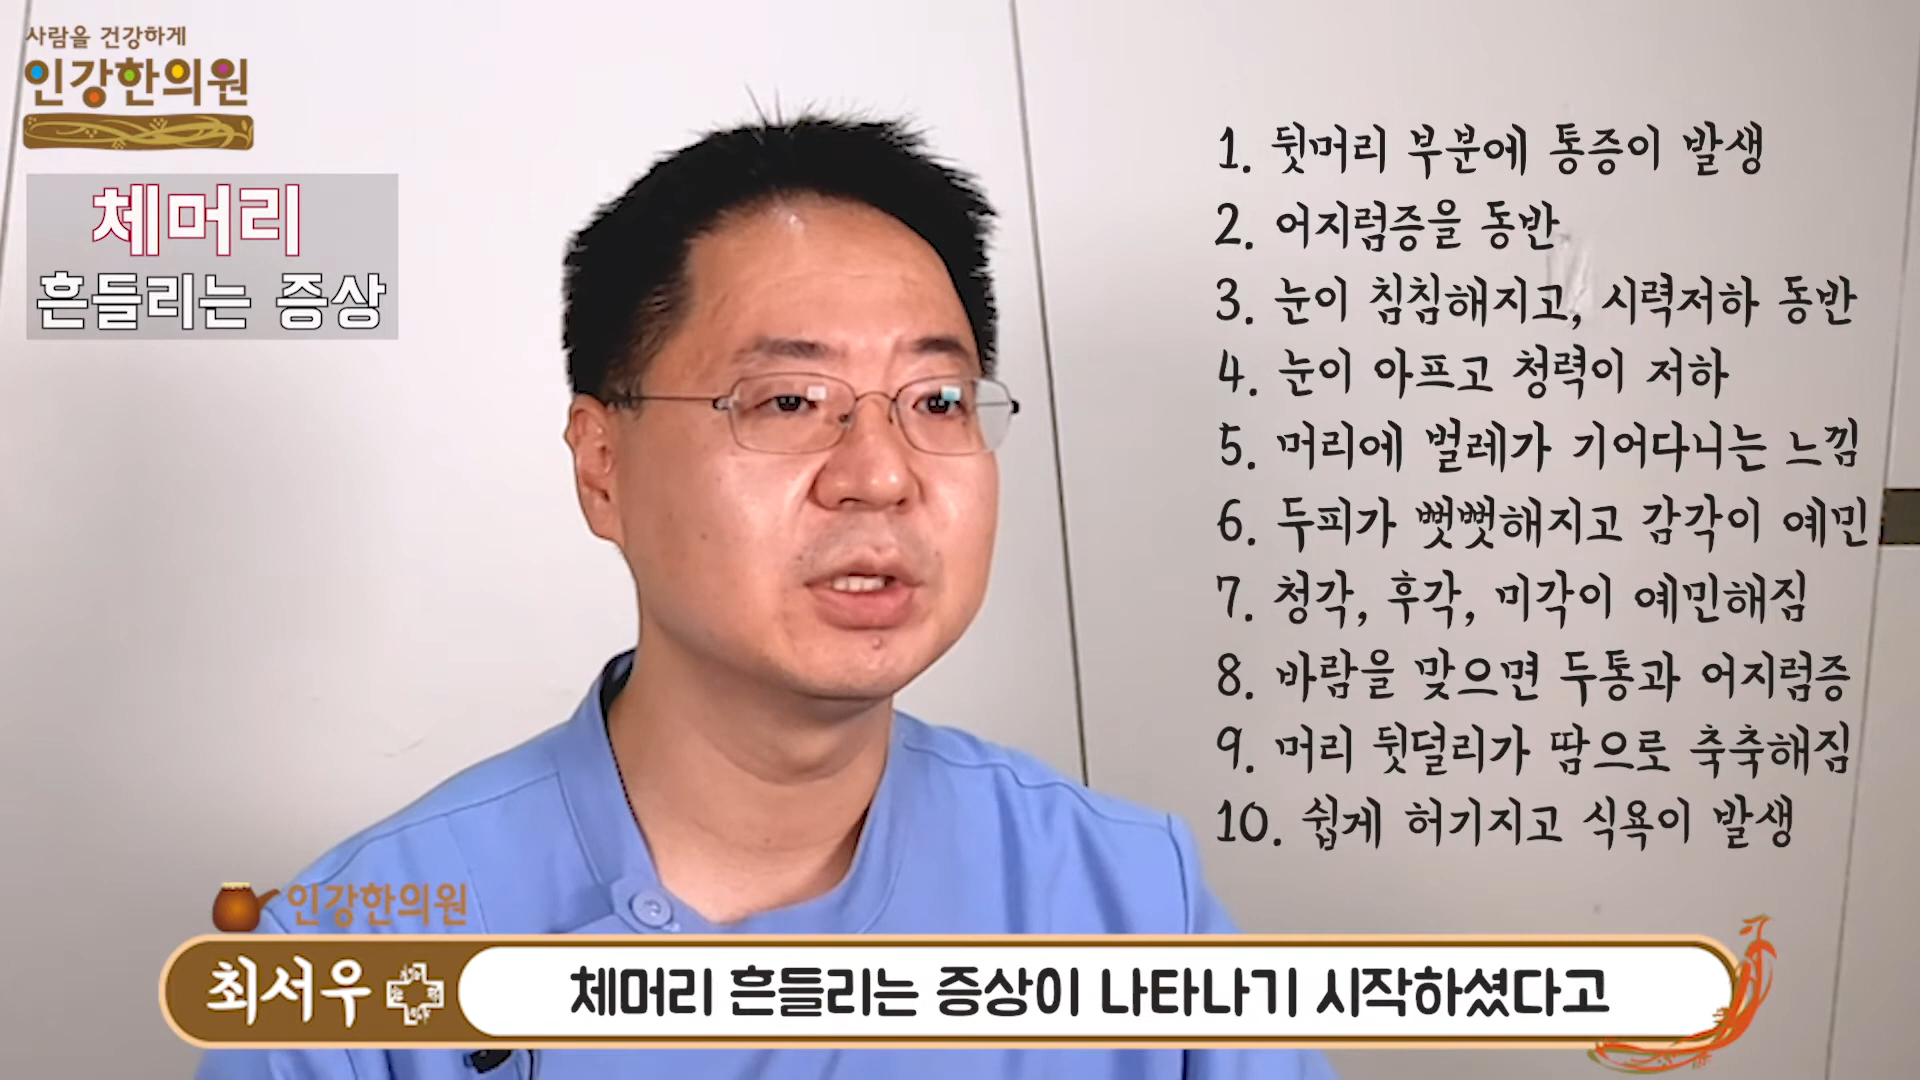 사람을 건강하게
인강한의원
체머리
흔들리는 증상
1. 뒷머리 부분에 통증이 발생
2. 어지럼증을 동반
3. 눈이 침침해지고, 시력저하 동반
4. 눈이 아프고 청력이 저하
5. 머리에 벌레가 기어다니는 느낌
6. 두피가 뻣뻣해지고 감각이 예민
7. 청각, 후각, 미각이 예민해짐
8. 바람을 맞으면 두통과 어지럼증
9. 머리 뒷덜리가 땀으로 축축해짐
10. 쉽게 허기지고 식욕이 발생
인강한의원
최서우
체머리 흔들리는 증상이 나타나기 시작하셨다고